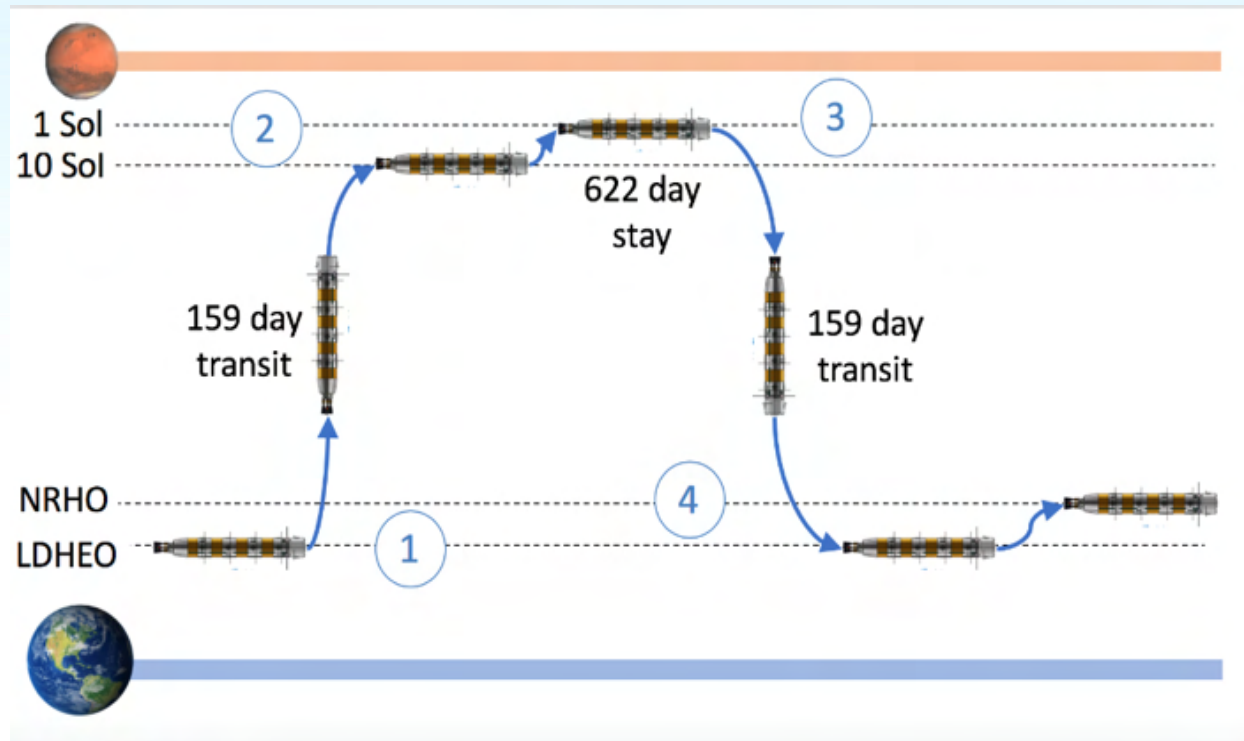 2
3
1 Sol
10 Sol
622 day
stay
159 day
transit
159 day
transit
NRHO
4
LDHEO
1